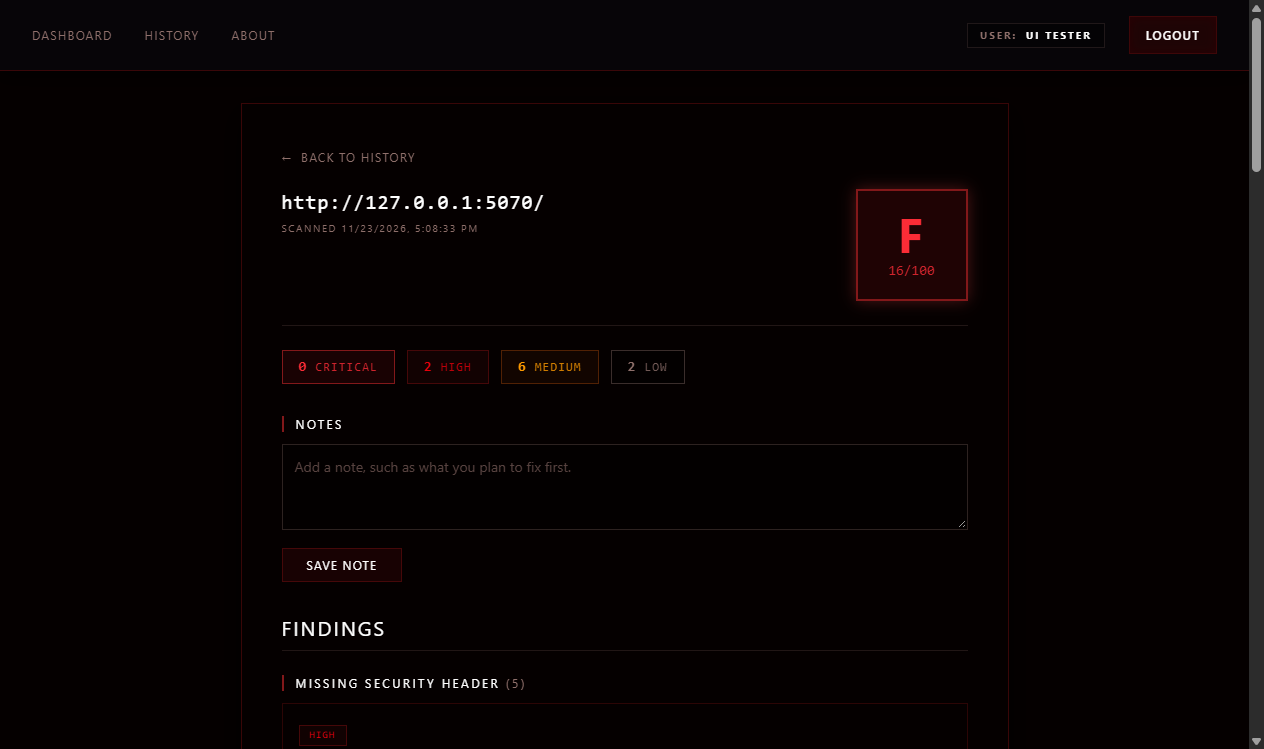 DASHBOARD HISTORY ABOUT USER: UI TESTER LOGOUT
← BACK TO HISTORY
http://127.0.0.1:5070/
SCANNED 11/23/2026, 5:08:33 PM
F
16/100
0 CRITICAL 2 HIGH 6 MEDIUM 2 LOW
NOTES
Add a note, such as what you plan to fix first.
SAVE NOTE
FINDINGS
MISSING SECURITY HEADER (5)
HIGH